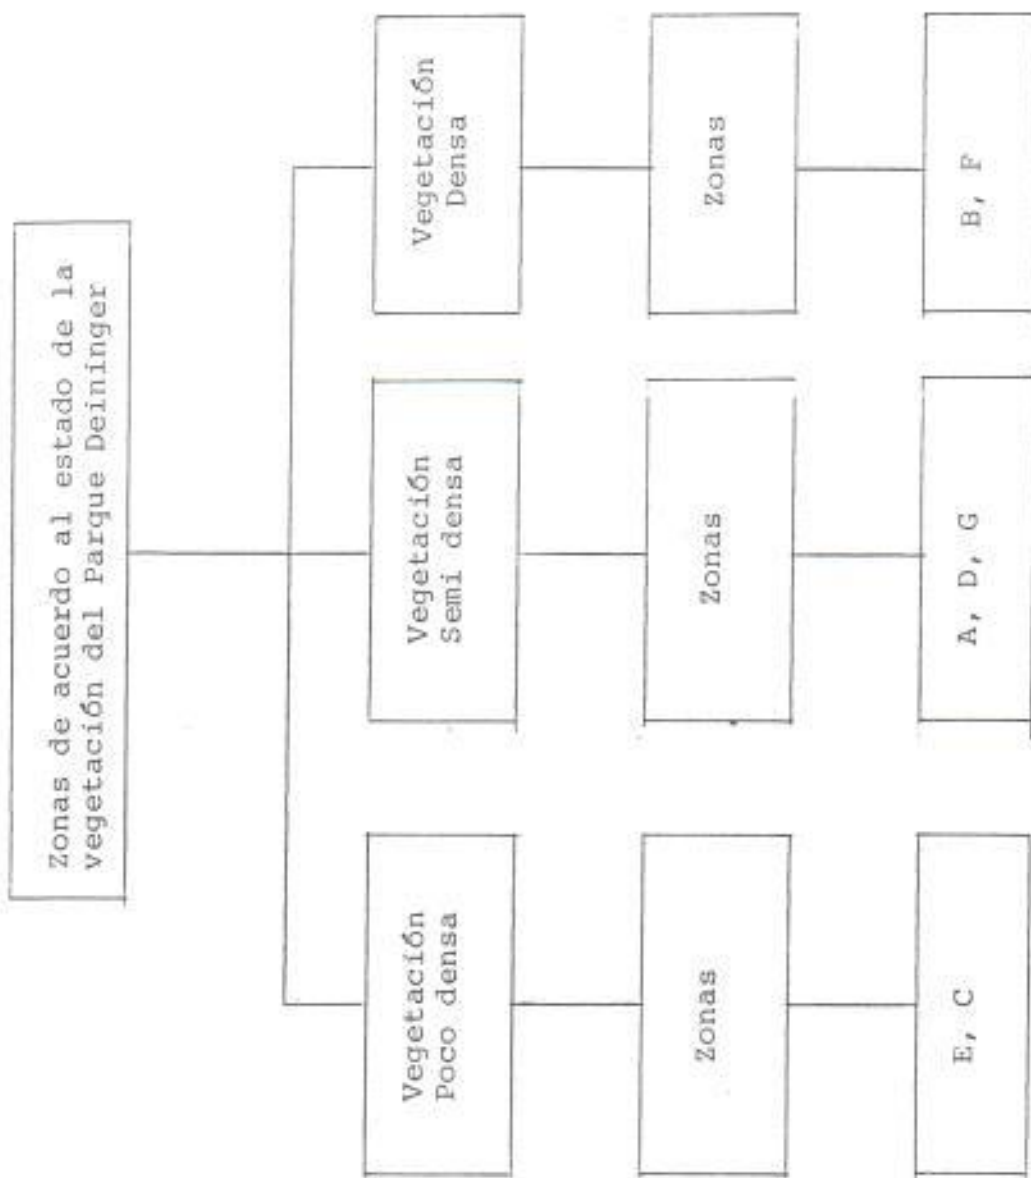 Zonas de acuerdo al estado de la
vegetación del Parque Deininger
Vegetación
Poco densa
Vegetación
Semi densa
Vegetación
Densa
Zonas
Zonas
Zonas
E, C
A, D, G
B, F